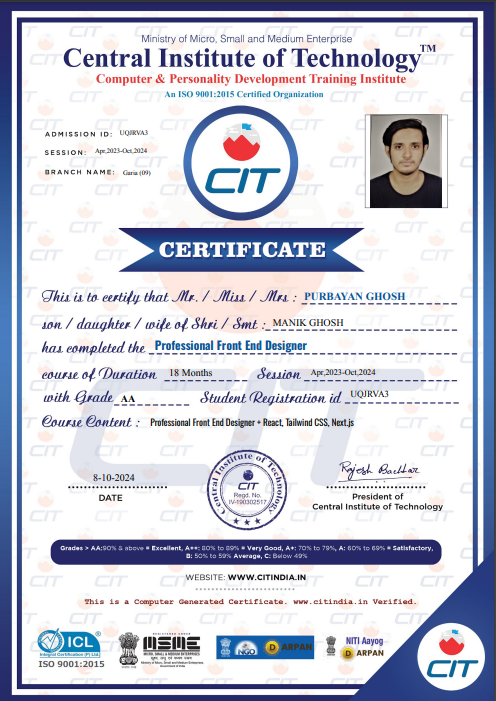 Ministry of Micro, Small and Medium Enterprise
Central Institute of Technology™
Computer & Personality Development Training Institute
An ISO 9001:2015 Certified Organization
ADMISSION ID: UQJRVA3
SESSION: Apr,2023-Oct,2024
BRANCH NAME: Garia (09)
CIT
CERTIFICATE
This is to certify that Mr. / Miss / Mrs : PURBAYAN GHOSH
son / daughter / wife of Shri / Smt : MANIK GHOSH
has completed the Professional Front End Designer
course of Duration 18 Months Session Apr,2023-Oct,2024
with Grade AA Student Registration id UQJRVA3
Course Content : Professional Front End Designer + React, Tailwind CSS, Next.js
8-10-2024
DATE
Central Institute of Technology
CIT
Regd. No.
IV-190302517
Rajesh Bachhar
President of
Central Institute of Technology
Grades > AA:90% & above = Excellent, A++: 80% to 89% = Very Good, A+: 70% to 79%, A: 60% to 69% = Satisfactory,
B: 50% to 59% Average, C: Below 49%
WEBSITE: WWW.CITINDIA.IN
This is a Computer Generated Certificate. www.citindia.in Verified.
ICL
Integral Certification (P) Ltd.
ISO 9001:2015
MSME
MICRO, SMALL & MEDIUM ENTERPRISES
NGO
DARPAN
NITI Aayog
DARPAN
CIT